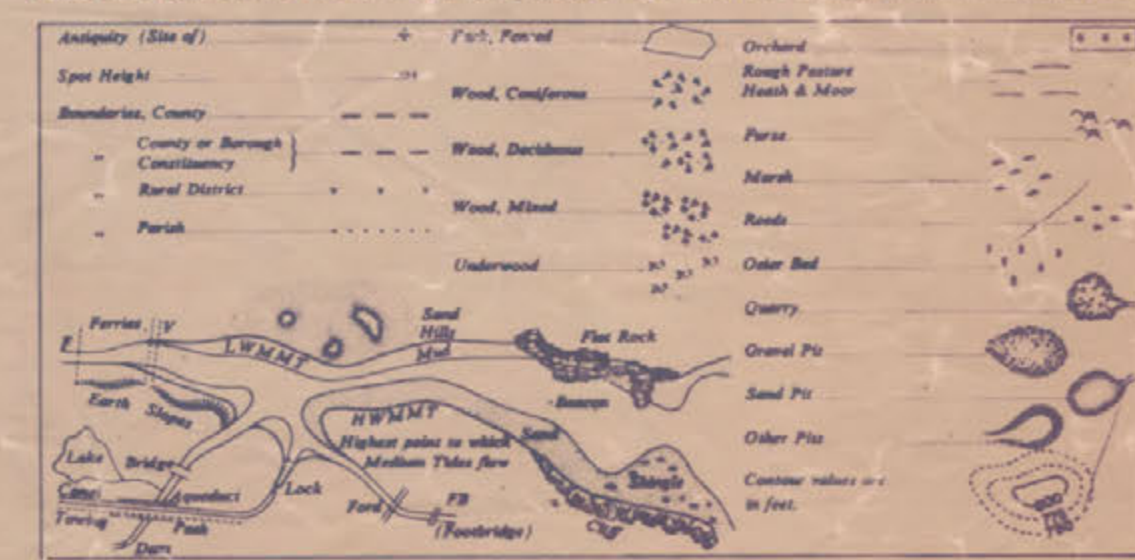 Antiquity (Site of)
Spot Height
Boundaries, County
" County or Borough
Constituency
" Rural District
" Parish
Park, Fenced
Wood, Coniferous
Wood, Deciduous
Wood, Mixed
Underwood
Orchard
Rough Pasture
Heath & Moor
Furze
Marsh
Reeds
Osier Bed
Quarry
Gravel Pit
Sand Pit
Other Pits
Contour values are
in feet.
Ferries
F V
LWMMT
Sand
Hills
Mud
Flat Rock
Beacon
Earth Slopes
HWMMT
Highest point to which
Medium Tides flow
Sand
Shingle
Cliff
Lake
Bridge
Canal
Aqueduct
Towing Path
Dam
Lock
Ford
FB
(Footbridge)